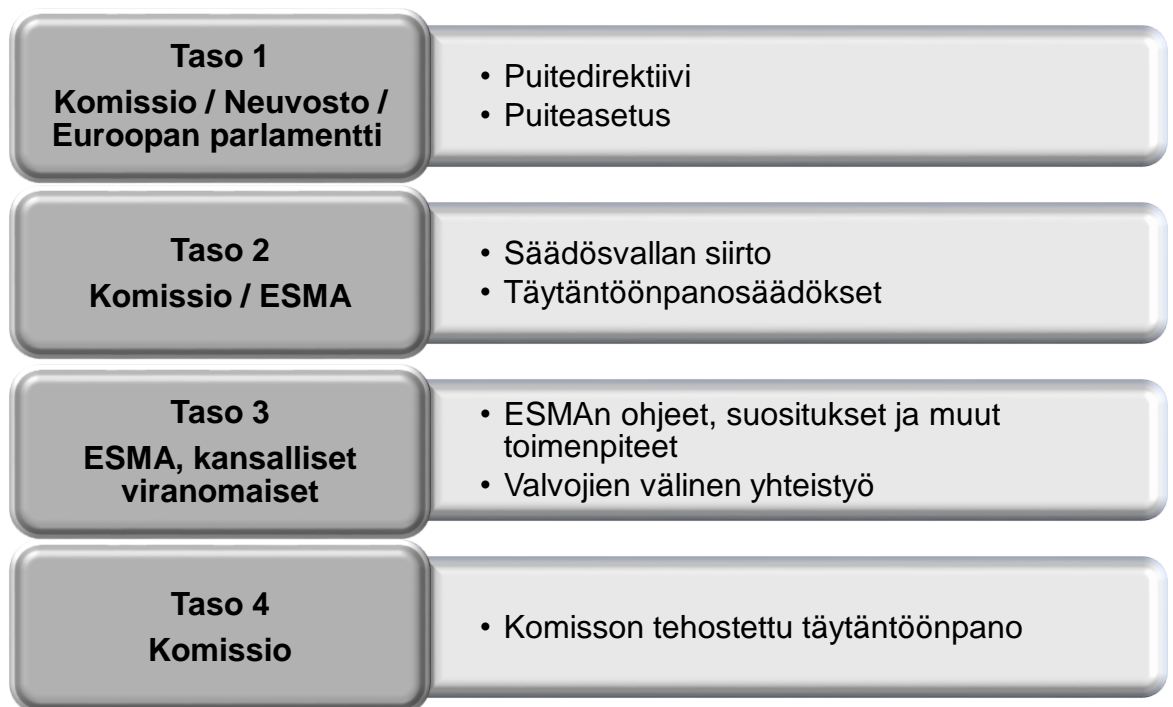 Taso 1
Komissio / Neuvosto /
Euroopan parlamentti
• Puitedirektiivi
• Puiteasetus
Taso 2
Komissio / ESMA
• Säädösvallan siirto
• Täytäntöönpanosäädökset
Taso 3
ESMA, kansalliset
viranomaiset
• ESMAn ohjeet, suositukset ja muut
toimenpiteet
• Valvojien välinen yhteistyö
Taso 4
Komissio
• Komisson tehostettu täytäntöönpano